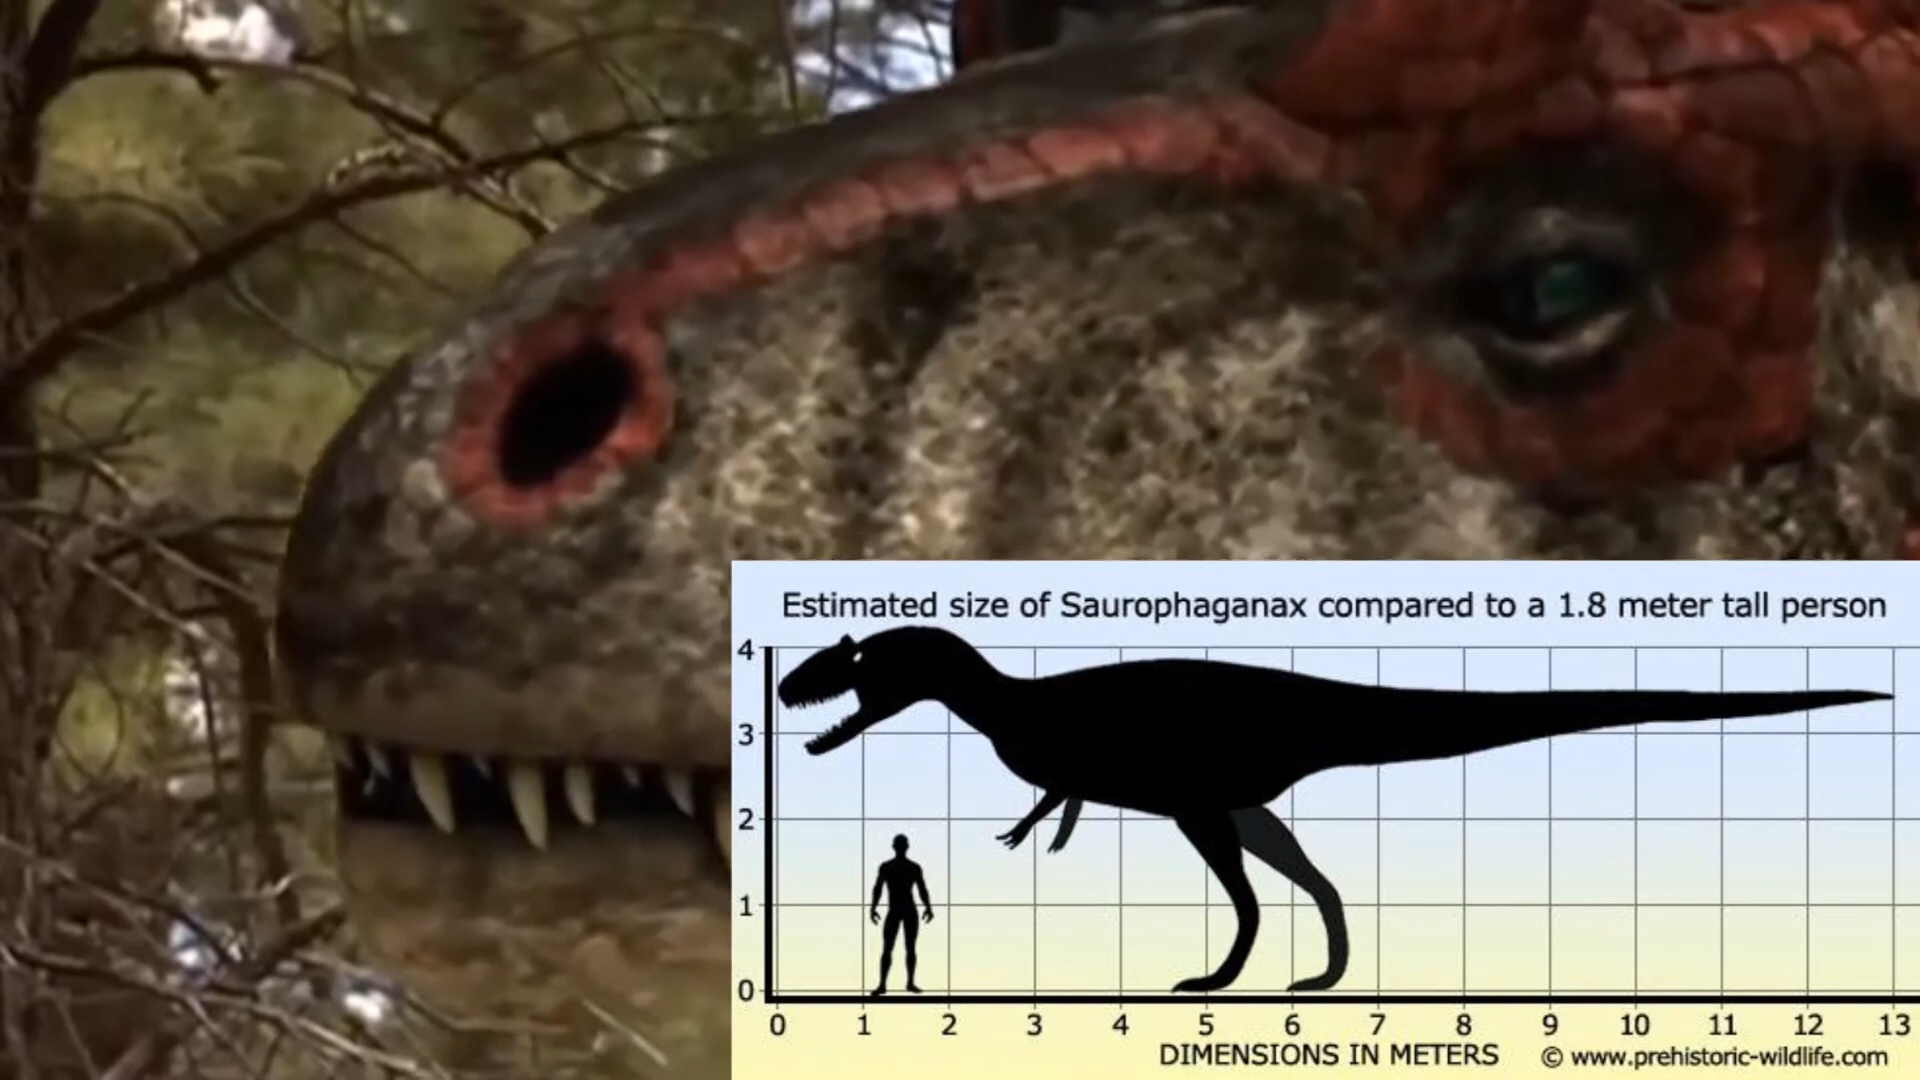 Estimated size of Saurophaganax compared to a 1.8 meter tall person
4
3
2
1
0
0 1 2 3 4 5 6 7 8 9 10 11 12 13
DIMENSIONS IN METERS © www.prehistoric-wildlife.com